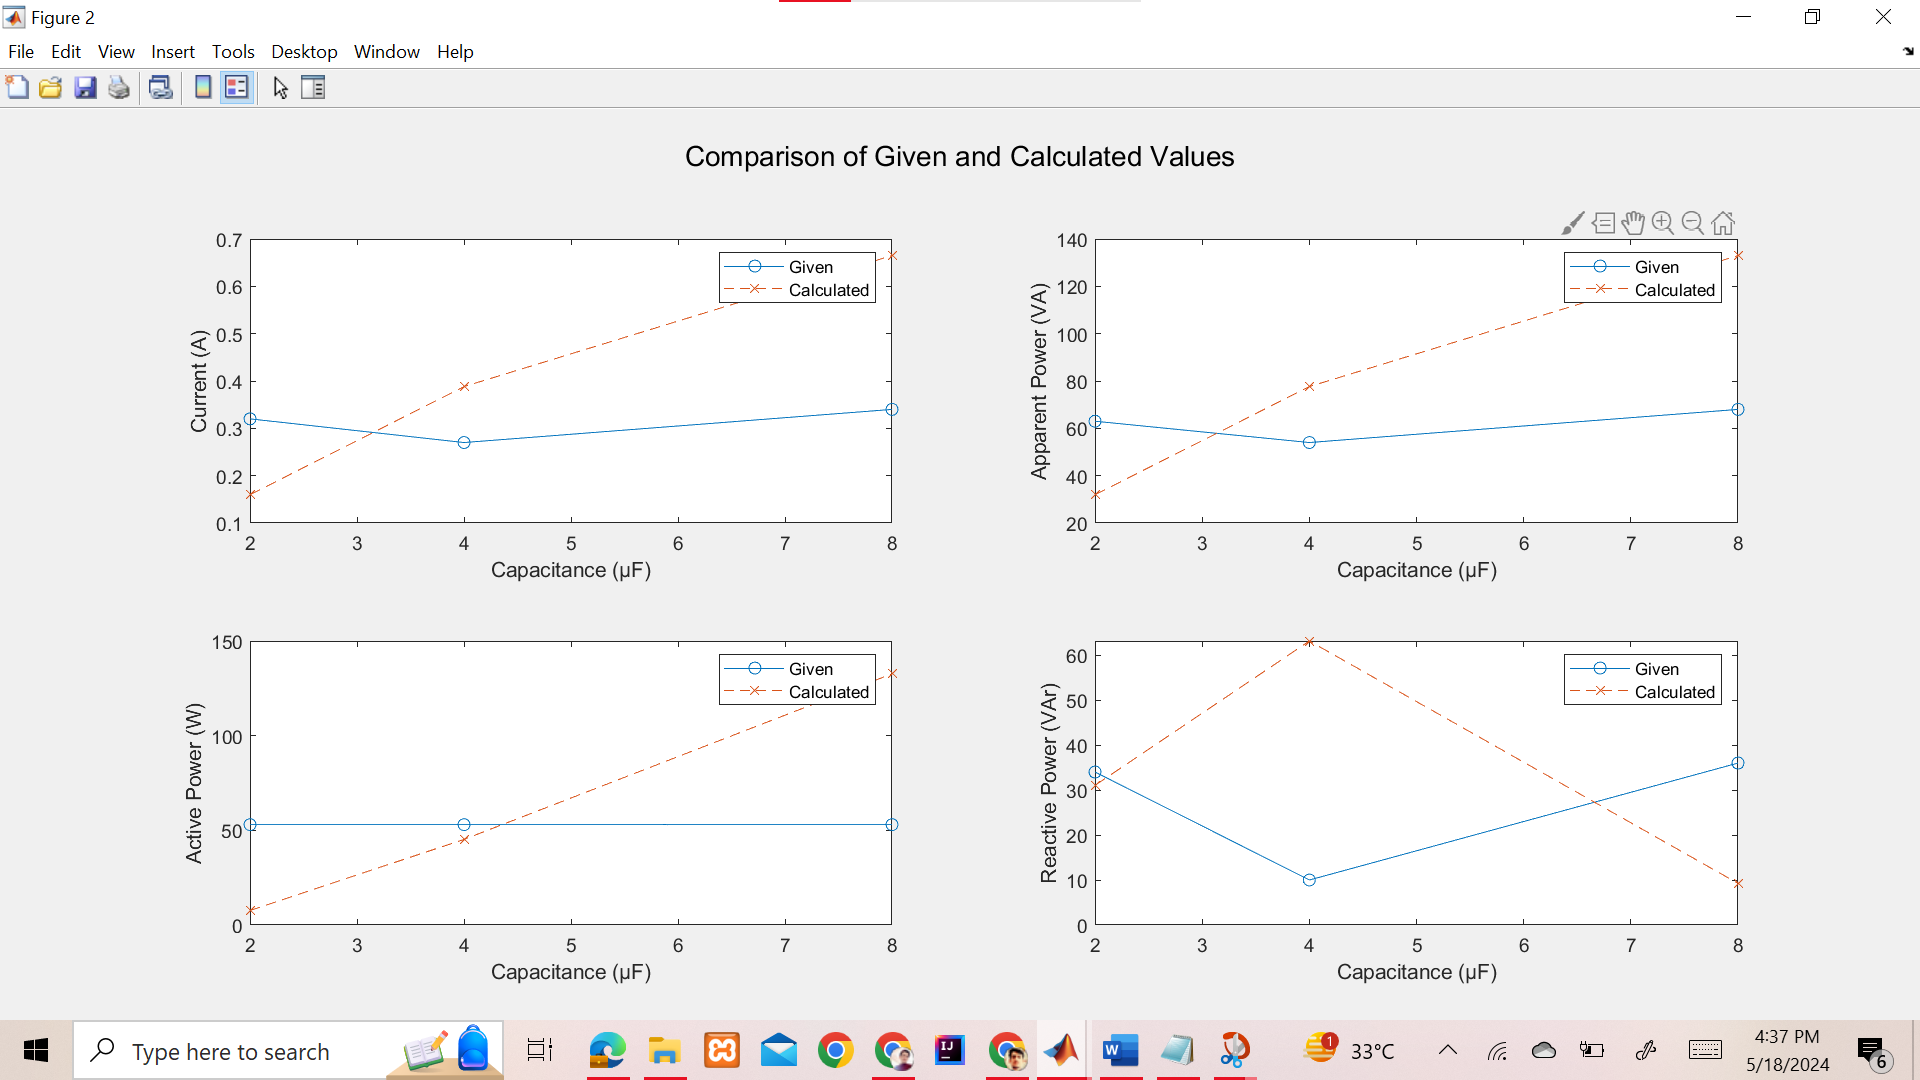 Figure 2
File Edit View Insert Tools Desktop Window Help
Comparison of Given and Calculated Values
0.7
0.6
0.5
0.4
0.3
0.2
0.1
Current (A)
2 3 4 5 6 7 8
Capacitance (μF)
Given
Calculated
140
120
100
80
60
40
20
Apparent Power (VA)
2 3 4 5 6 7 8
Capacitance (μF)
Given
Calculated
150
100
50
0
Active Power (W)
2 3 4 5 6 7 8
Capacitance (μF)
Given
Calculated
60
50
40
30
20
10
0
Reactive Power (VAr)
2 3 4 5 6 7 8
Capacitance (μF)
Given
Calculated
Type here to search
IJ
W
1
33°C
4:37 PM
5/18/2024
6